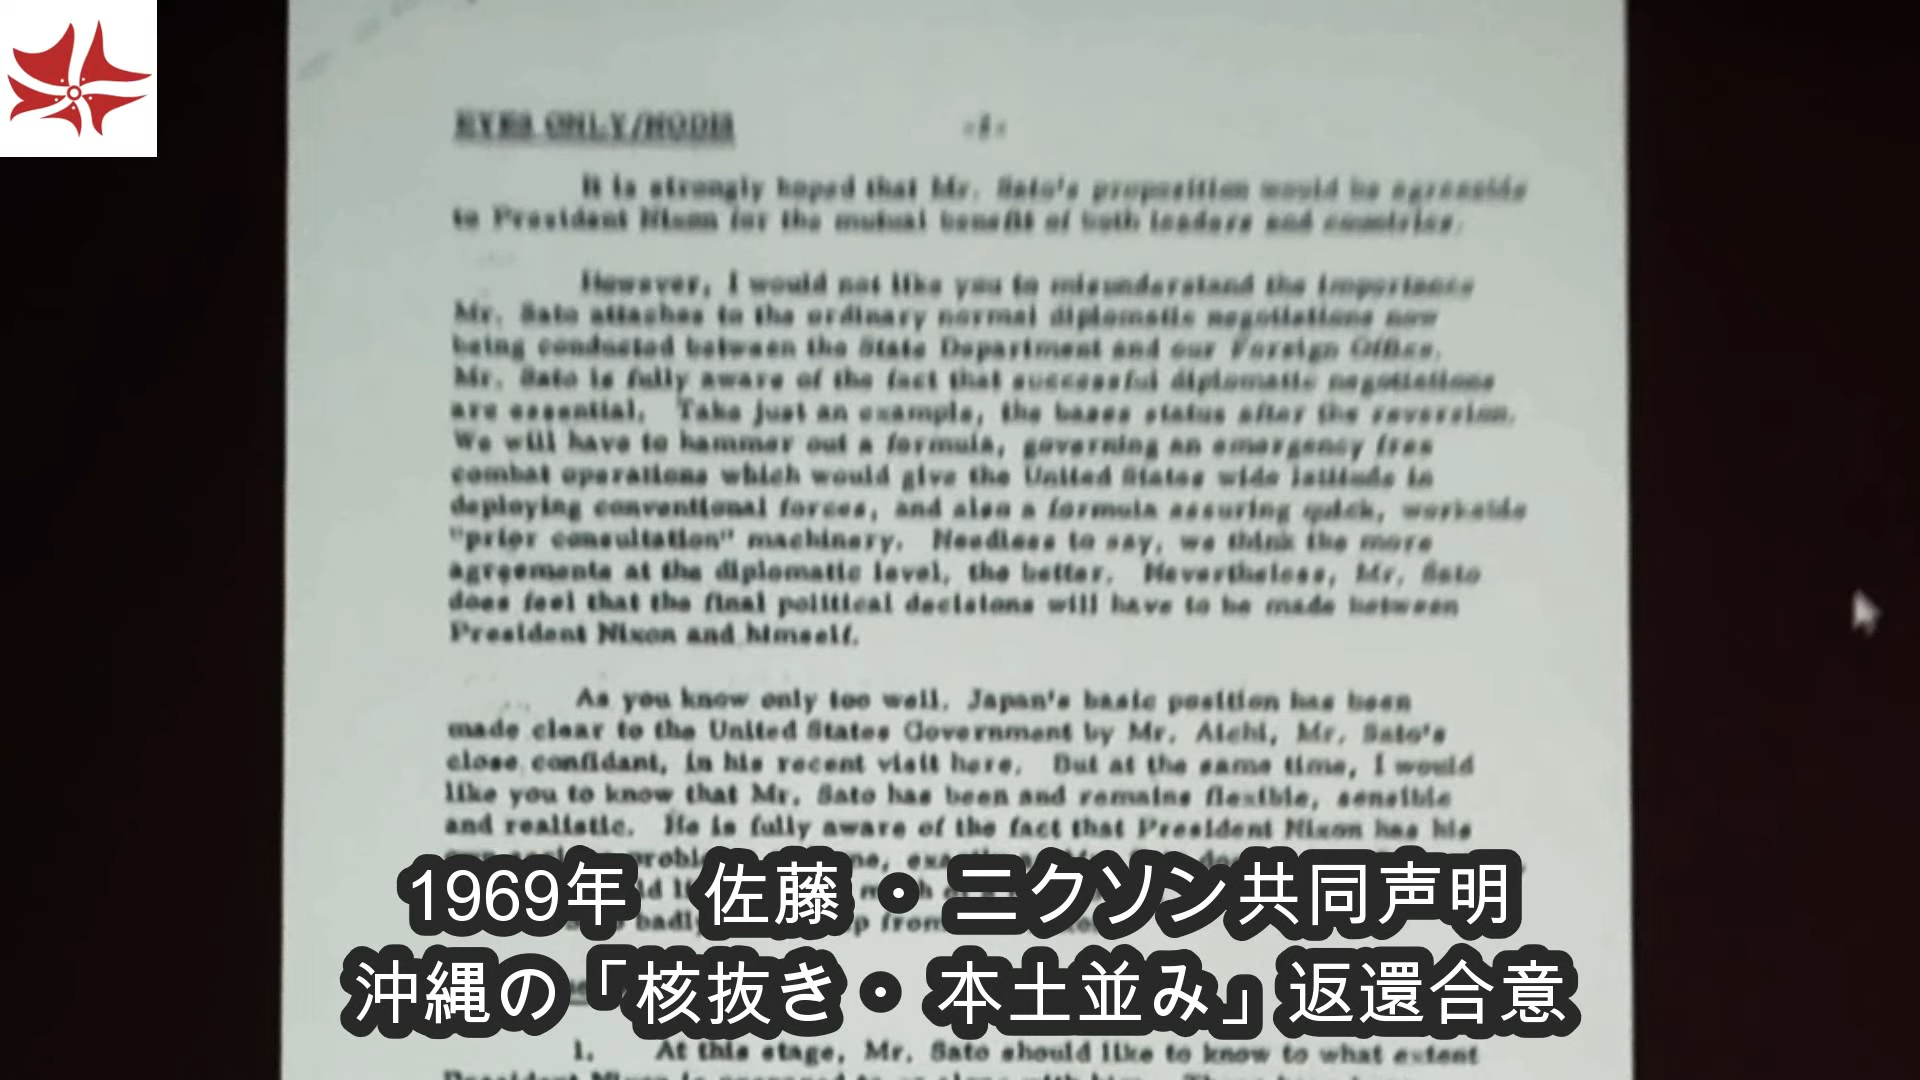 EYES ONLY/NODIS
It is strongly hoped that Mr. Sato's proposition would be agreeable
to President Nixon for the mutual benefit of both leaders and countries.
However, I would not like you to misunderstand the importance
Mr. Sato attaches to the ordinary normal diplomatic negotiations now
being conducted between the State Department and our Foreign Office.
Mr. Sato is fully aware of the fact that successful diplomatic negotiations
are essential. Take just an example, the bases status after the reversion.
We will have to hammer out a formula, governing an emergency free
combat operations which would give the United States wide latitude in
deploying conventional forces, and also a formula assuring quick, workable
"prior consultation" machinery. Needless to say, we think the more
agreements at the diplomatic level, the better. Nevertheless, Mr. Sato
does feel that the final political decisions will have to be made between
President Nixon and himself.
As you know only too well, Japan's basic position has been
made clear to the United States Government by Mr. Aichi, Mr. Sato's
close confidant, in his recent visit here. But at the same time, I would
like you to know that Mr. Sato has been and remains flexible, sensible
and realistic. He is fully aware of the fact that President Nixon has his
1969年 佐藤・ニクソン共同声明
沖縄の「核抜き・本土並み」返還合意
1. At this stage, Mr. Sato should like to know to what extent